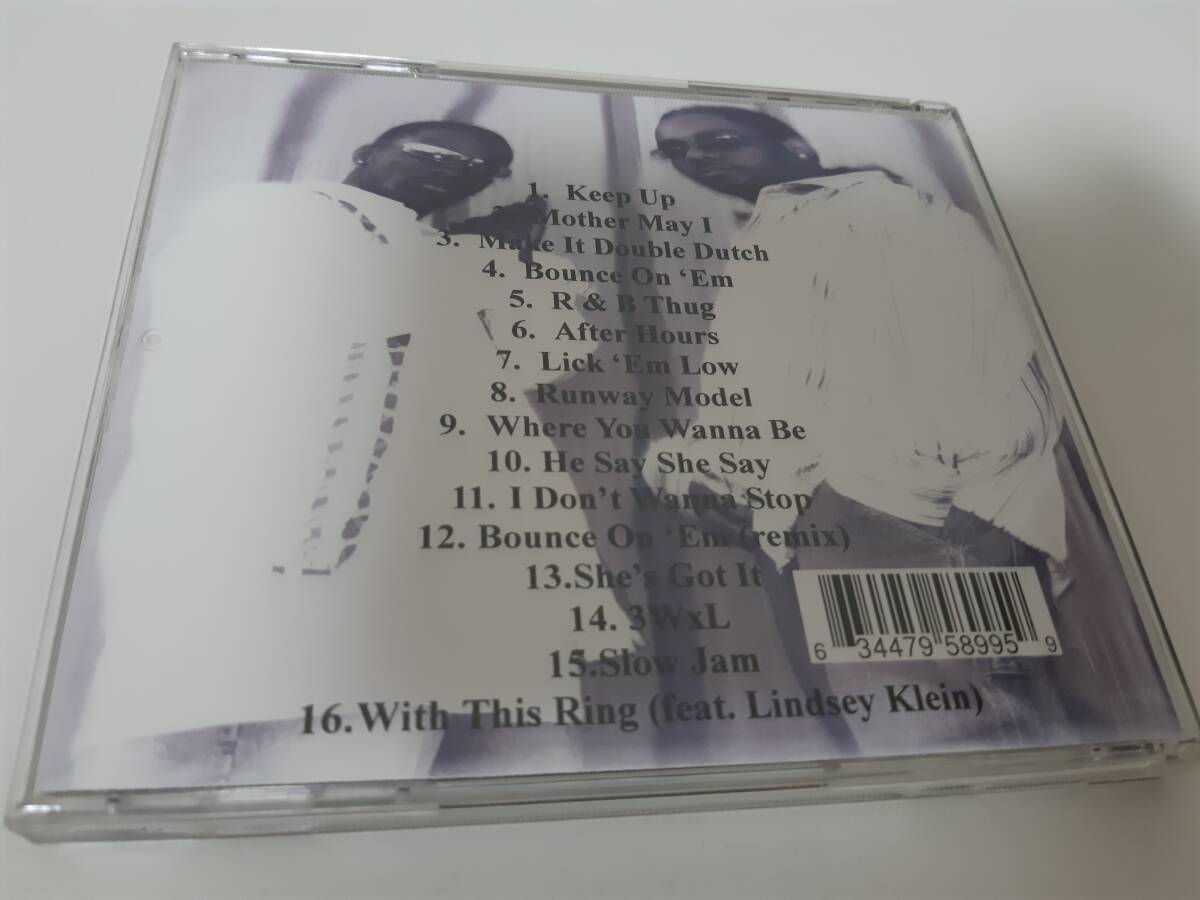 1. Keep Up
2. Mother May I
3. Make It Double Dutch
4. Bounce On ‘Em
5. R & B Thug
6. After Hours
7. Lick ‘Em Low
8. Runway Model
9. Where You Wanna Be
10. He Say She Say
11. I Don’t Wanna Stop
12. Bounce On ‘Em (remix)
13.She’s Got It
14. 3WxL
15.Slow Jam
16.With This Ring (feat. Lindsey Klein)
6 34479 58995 9